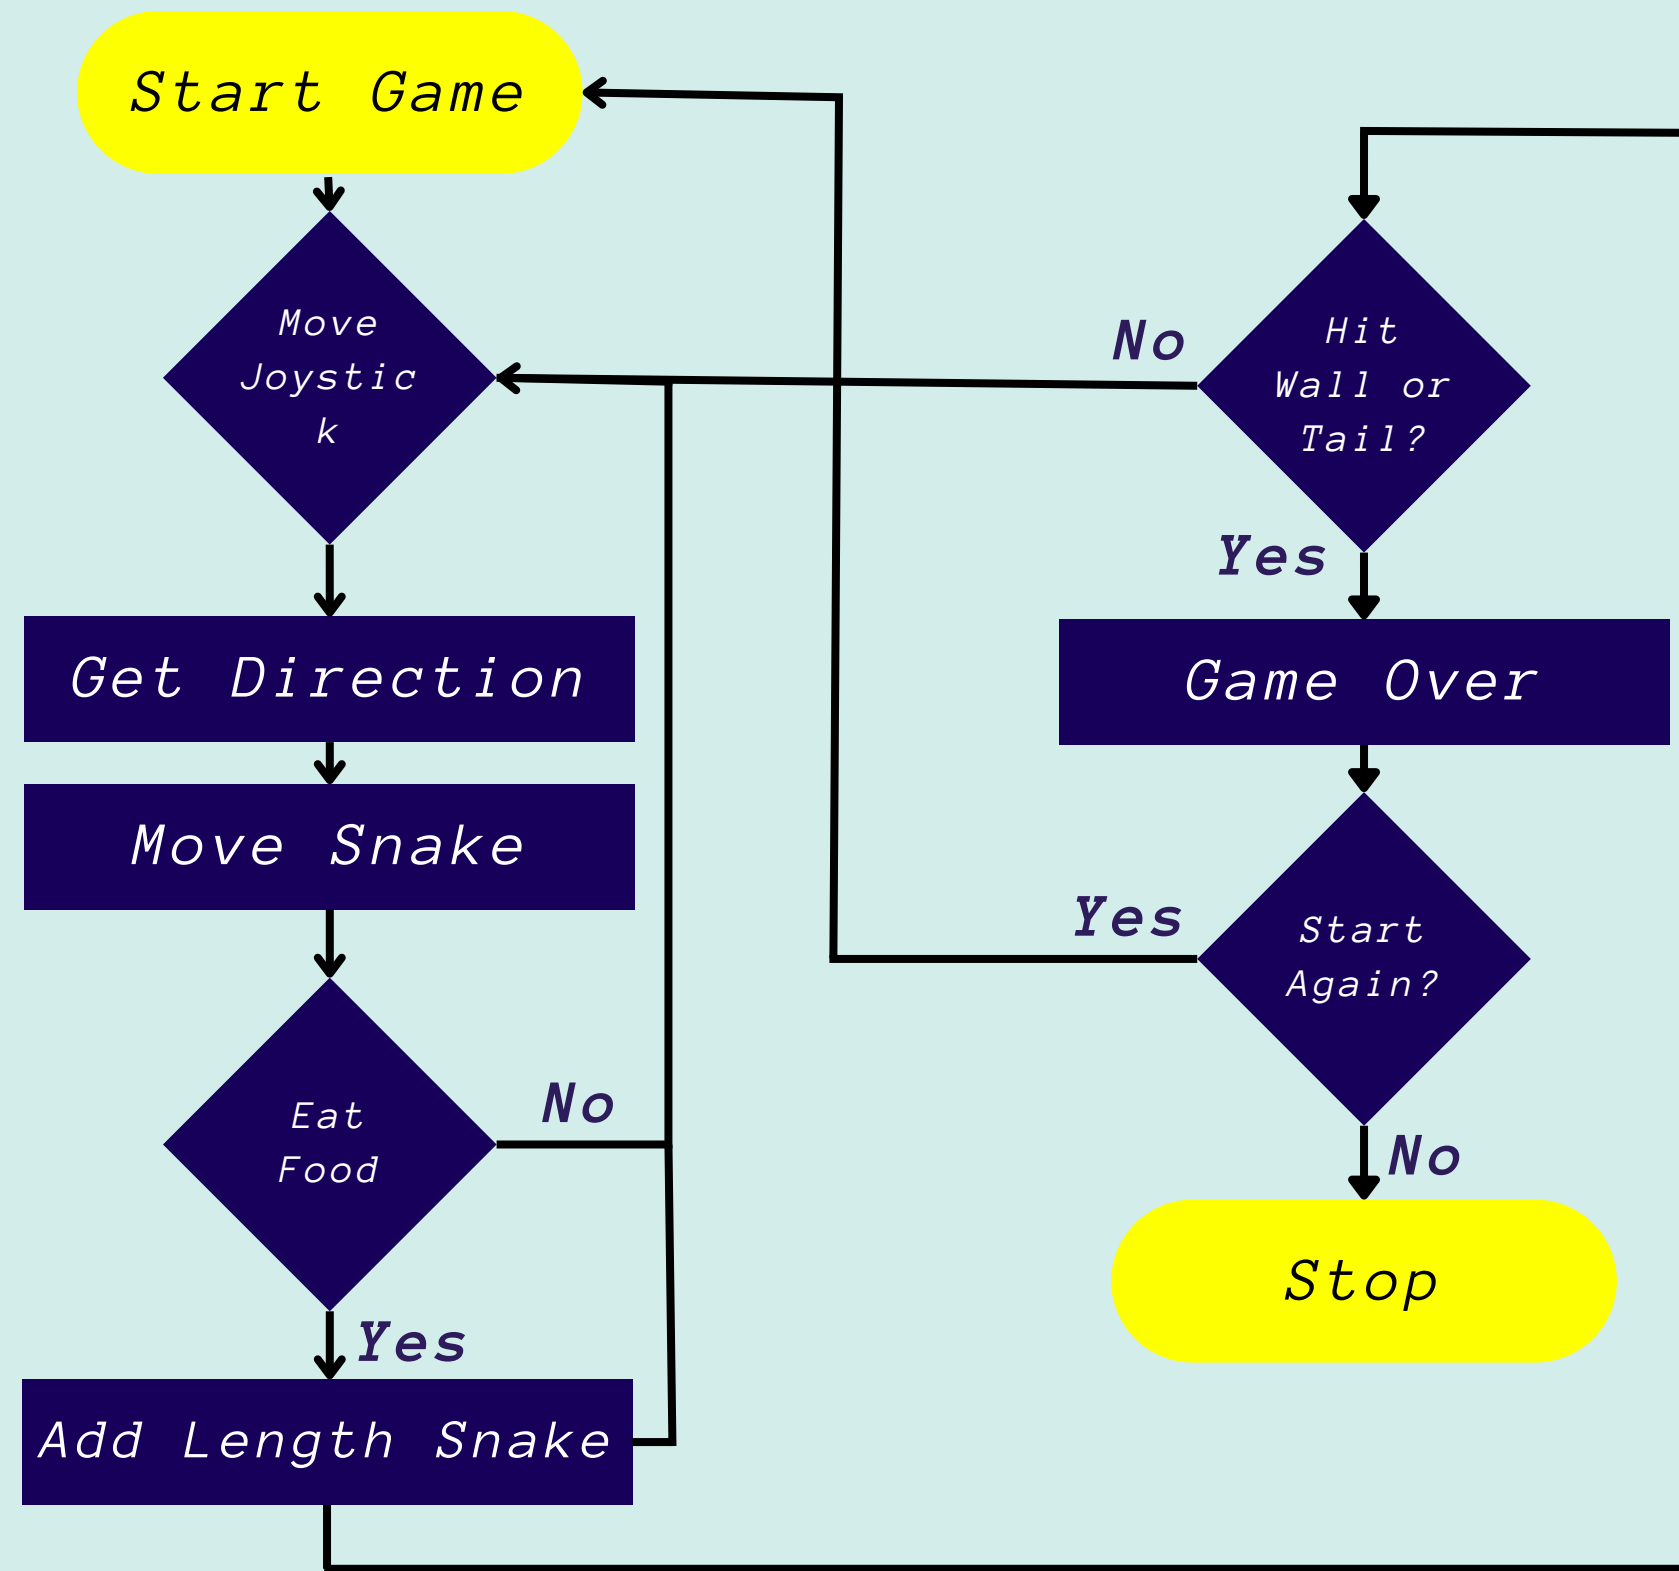 Start Game
Move
Joystic
k
Get Direction
Move Snake
Eat
Food
No
Yes
Add Length Snake
Hit
Wall or
Tail?
No
Yes
Game Over
Start
Again?
Yes
No
Stop